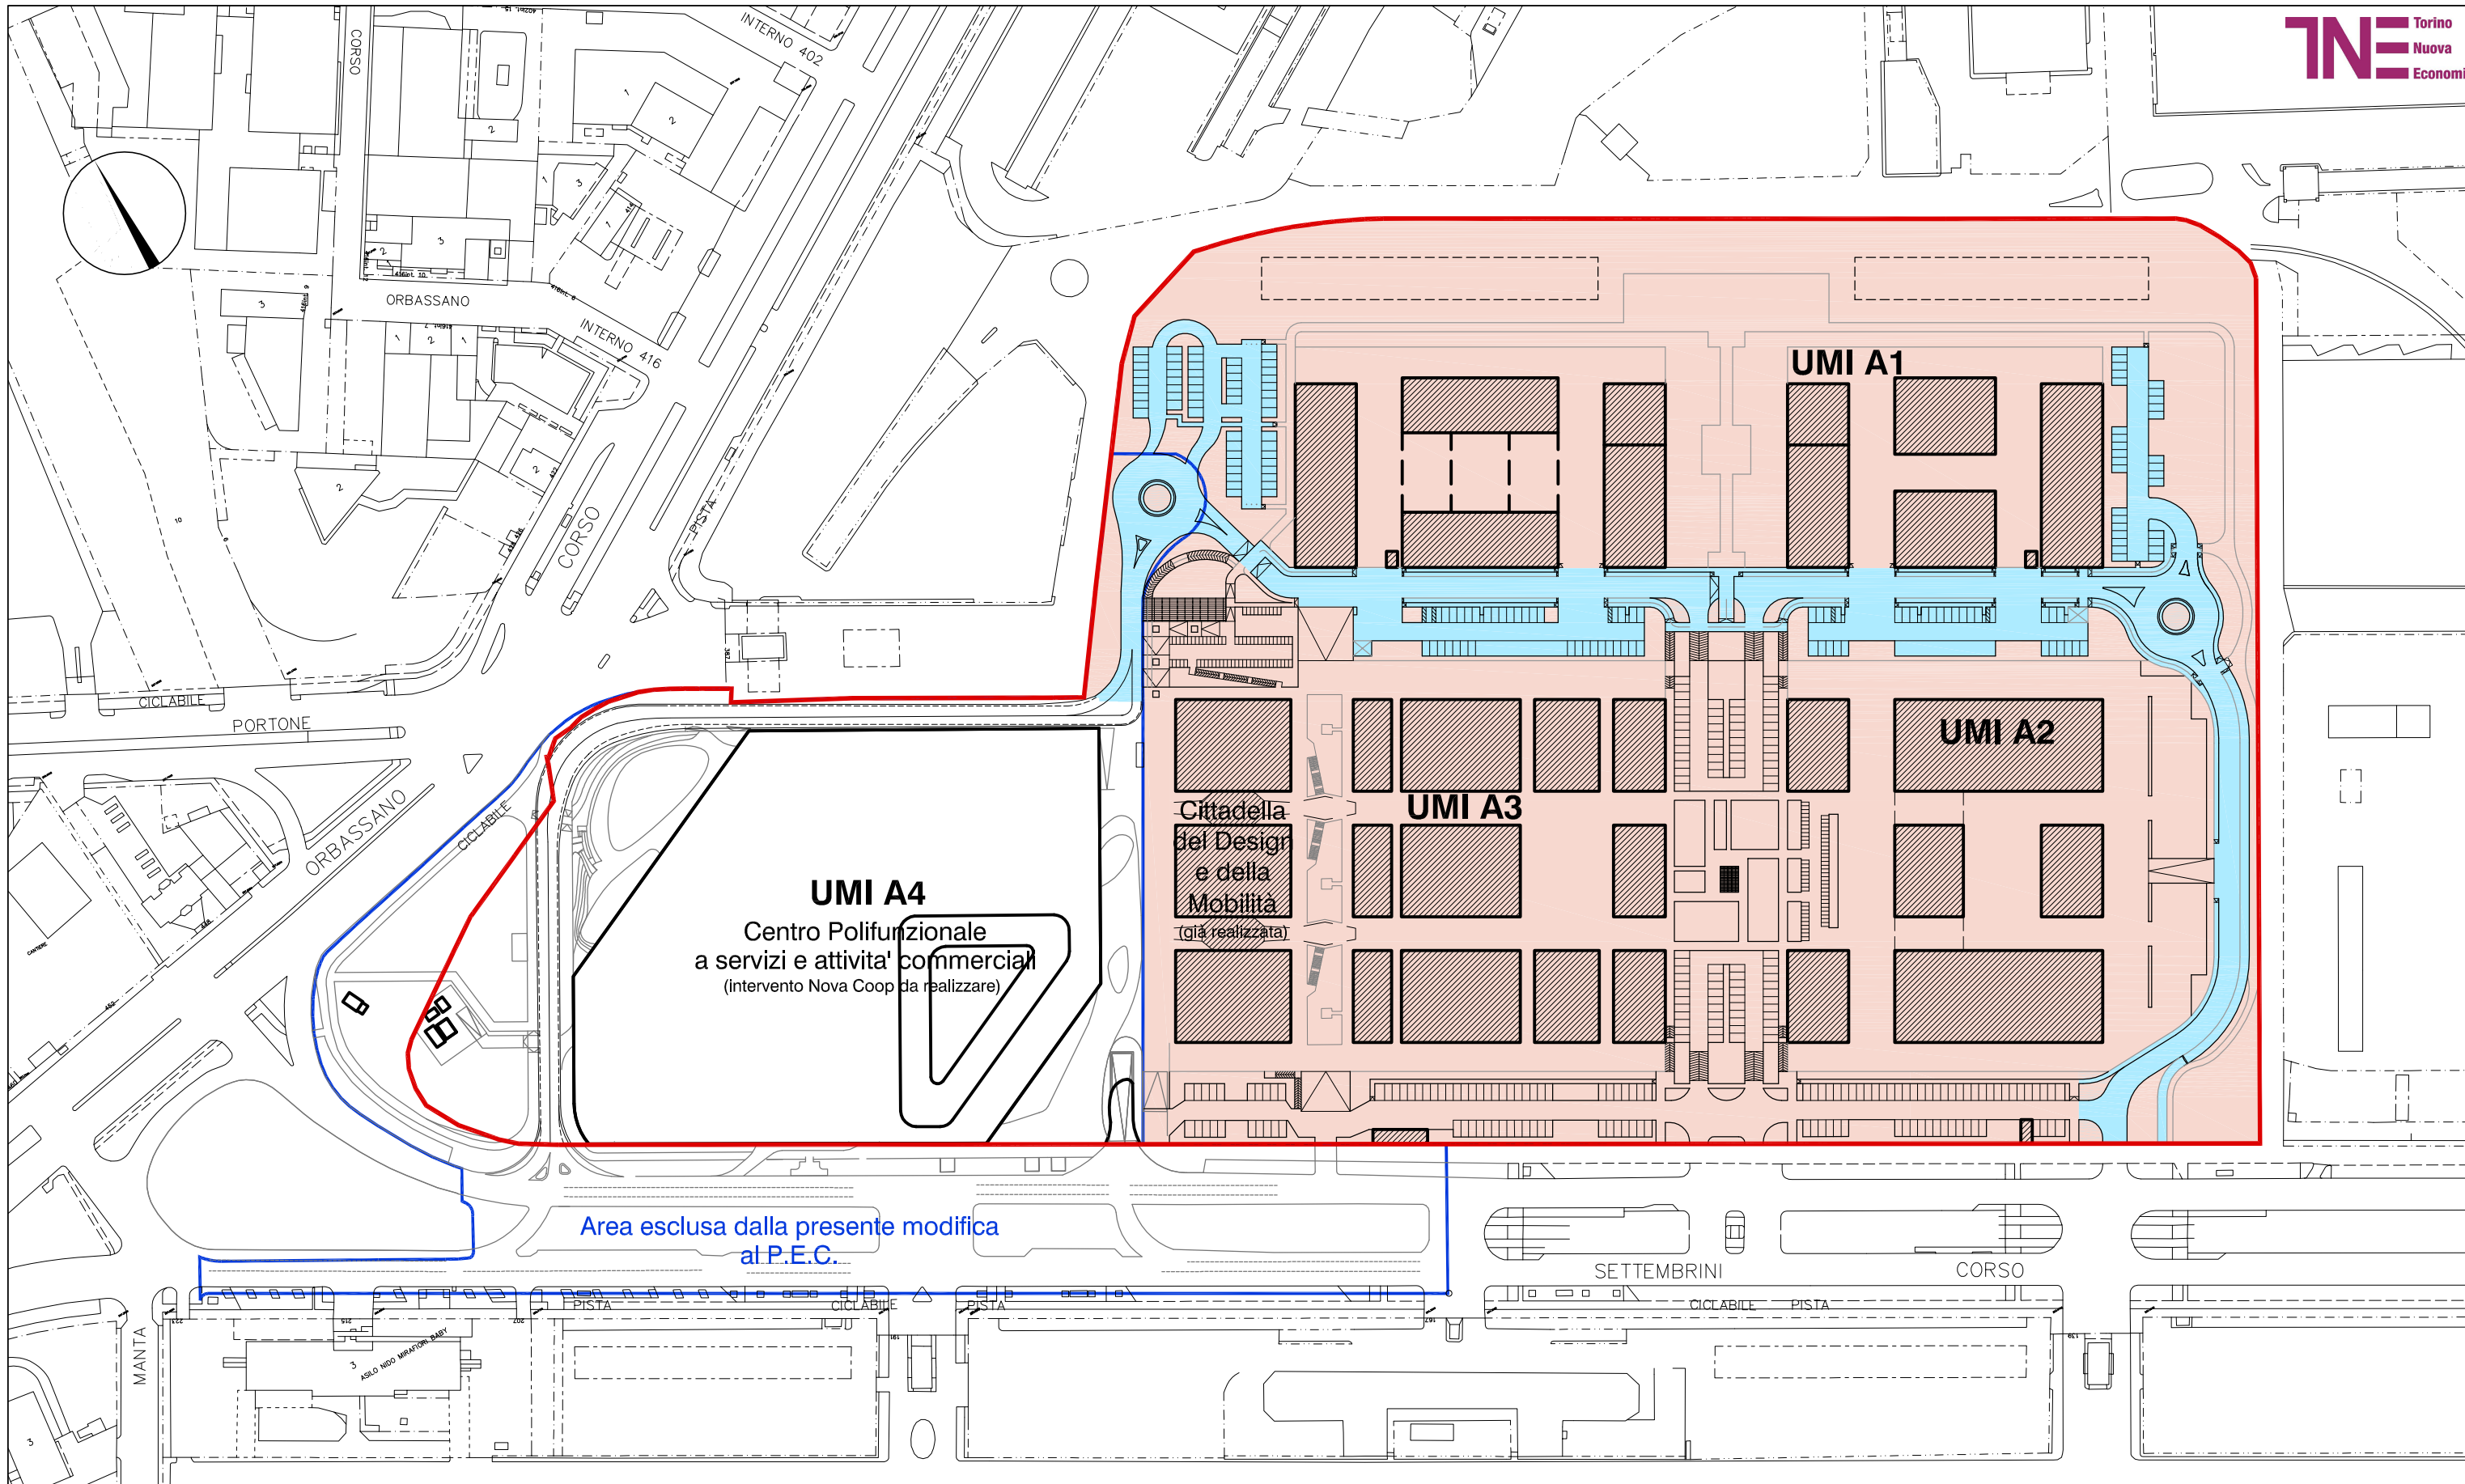 Torino
Nuova
Economi
INTERNO 402
CORSO
ORBASSANO
INTERNO 416
UMI A1
PISTA
CORSO
CICLABILE
PORTONE
UMI A2
Cittadella
del Design
e della
Mobilità
(già realizzata)
UMI A3
CICLABILE
ORBASSANO
UMI A4
Centro Polifunzionale
a servizi e attivita' commerciali
(intervento Nova Coop da realizzare)
CANTIERE
Area esclusa dalla presente modifica
al P.E.C.
SETTEMBRINI
CORSO
PISTA
CICLABILE
PISTA
CICLABILE
PISTA
MANTA
ASILO NIDO MIRAFIORI BABY